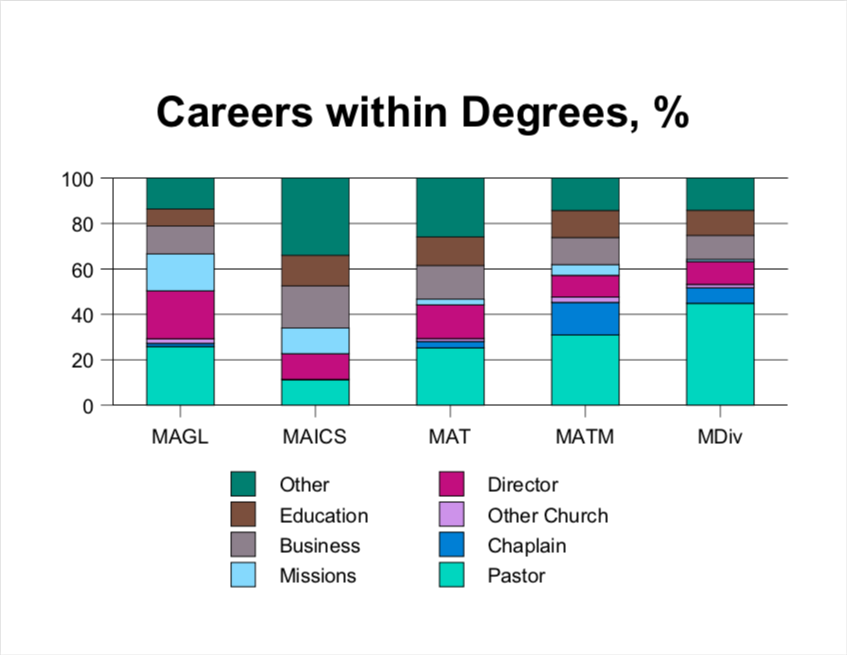 Careers within Degrees, %
100
80
60
40
20
0
MAGL MAICS MAT MATM MDiv
Other Director
Education Other Church
Business Chaplain
Missions Pastor